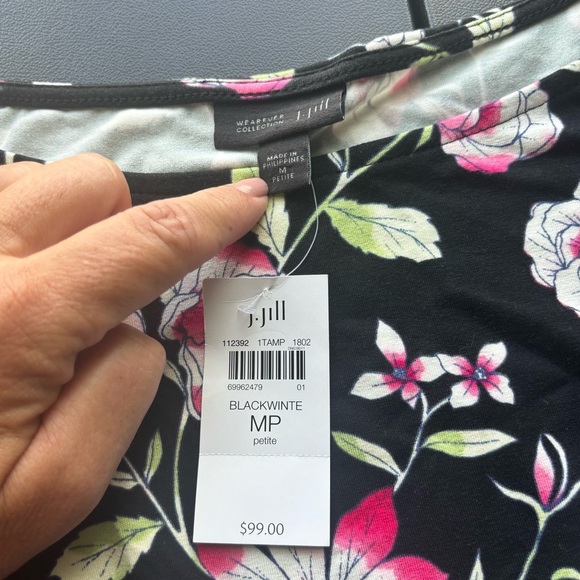 WEAREVER
COLLECTION
J.Jill
MADE IN
PHILIPPINES
M
PETITE
J.Jill
112392 1TAMP 1802
69962479 01
BLACKWINTE
MP
petite
$99.00